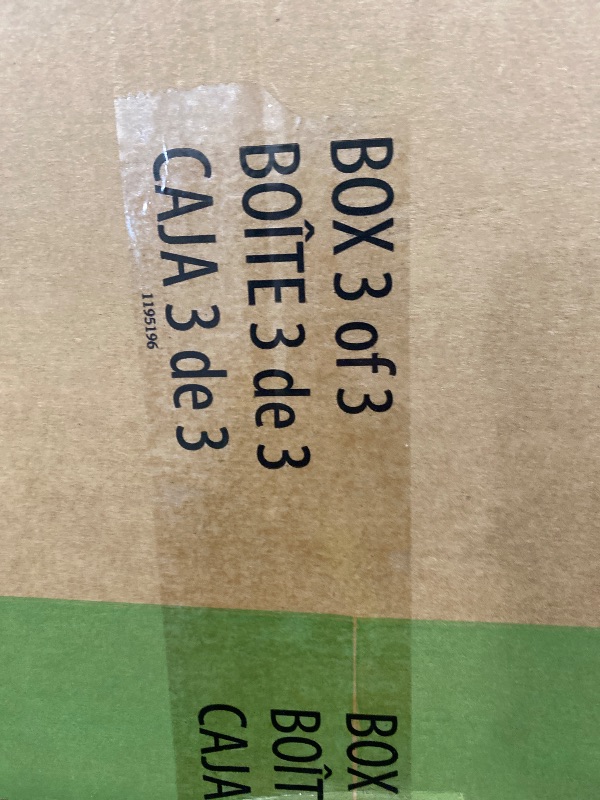 BOX 3 of 3
BOÎTE 3 de 3
CAJA 3 de 3
1195196
BOX
BOÎT
CAJA